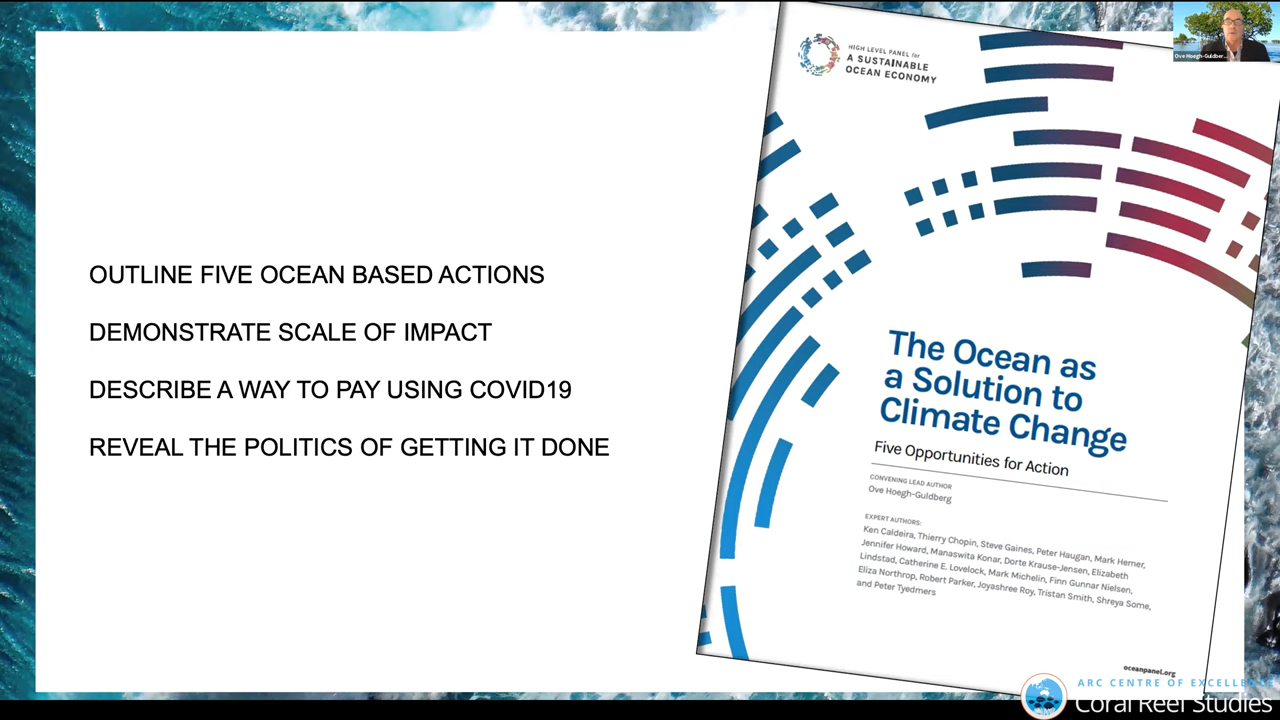 OUTLINE FIVE OCEAN BASED ACTIONS
DEMONSTRATE SCALE OF IMPACT
DESCRIBE A WAY TO PAY USING COVID19
REVEAL THE POLITICS OF GETTING IT DONE
HIGH LEVEL PANEL for
A SUSTAINABLE
OCEAN ECONOMY
The Ocean as
a Solution to
Climate Change
Five Opportunities for Action
CONVENING LEAD AUTHOR
Ove Hoegh-Guldberg
EXPERT AUTHORS:
Ken Caldeira, Thierry Chopin, Steve Gaines, Peter Haugan, Mark Hemer,
Jennifer Howard, Manaswita Konar, Dorte Krause-Jensen, Elizabeth
Lindstad, Catherine E. Lovelock, Mark Michelin, Finn Gunnar Nielsen,
Eliza Northrop, Robert Parker, Joyashree Roy, Tristan Smith, Shreya Some,
and Peter Tyedmers
oceanpanel.org
Ove Hoegh-Guldber...
ARC CENTRE OF EXCELLENCE
Coral Reef Studies